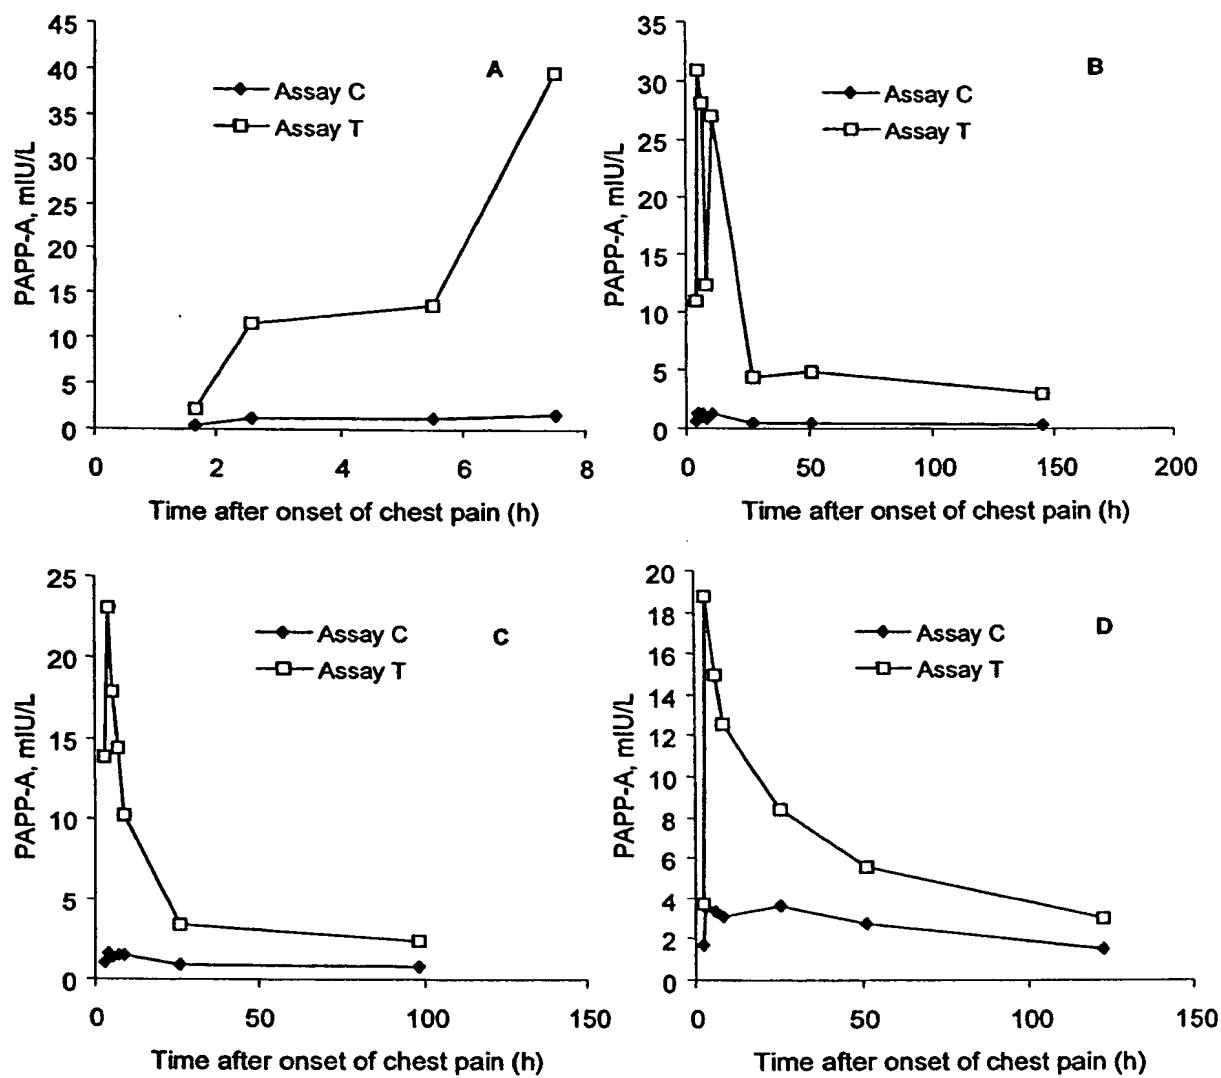 A
45
40
35
30
25
20
15
10
5
0
PAPP-A, mIU/L
Assay C
Assay T
0 2 4 6 8
Time after onset of chest pain (h)
B
35
30
25
20
15
10
5
0
PAPP-A, mIU/L
Assay C
Assay T
0 50 100 150 200
Time after onset of chest pain (h)
C
25
20
15
10
5
0
PAPP-A, mIU/L
Assay C
Assay T
0 50 100 150
Time after onset of chest pain (h)
D
20
18
16
14
12
10
8
6
4
2
0
PAPP-A, mIU/L
Assay C
Assay T
0 50 100 150
Time after onset of chest pain (h)